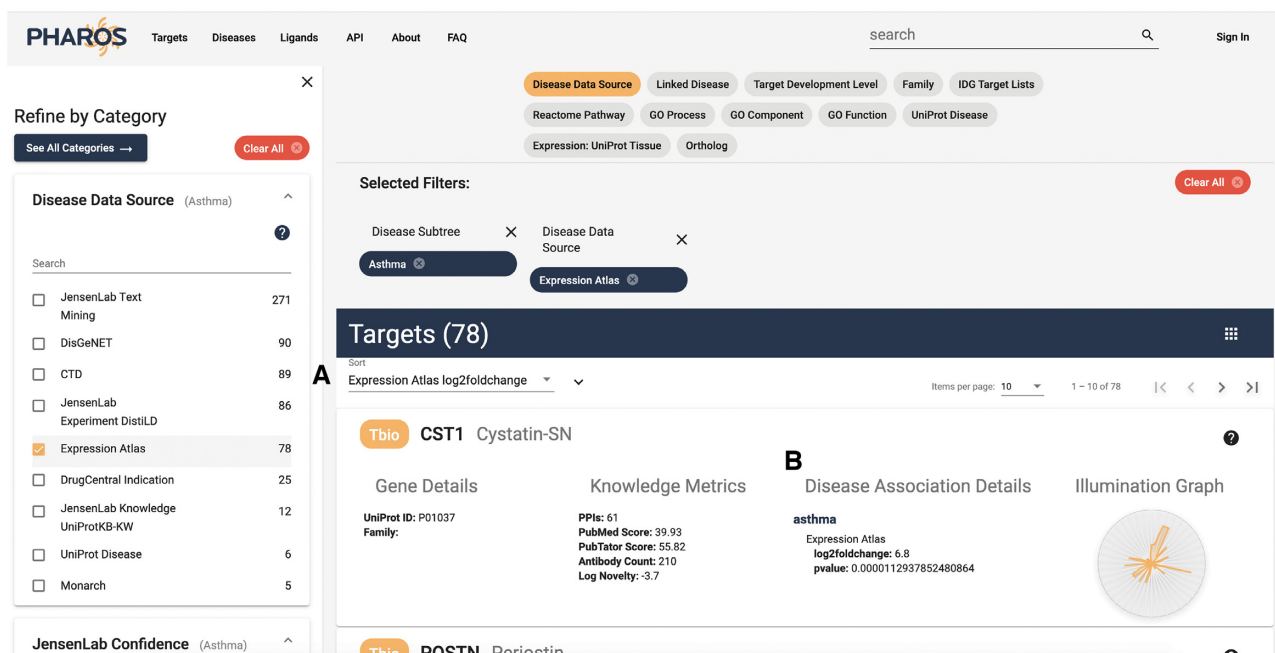 PHAROS
Targets
Diseases
Ligands
API
About
FAQ
search
Sign In
Refine by Category
See All Categories →
Clear All
Disease Data Source (Asthma)
?
Search
JensenLab Text
Mining
271
DisGeNET
90
CTD
89
JensenLab
Experiment DistiLD
86
Expression Atlas
78
DrugCentral Indication
25
JensenLab Knowledge
UniProtKB-KW
12
UniProt Disease
6
Monarch
5
JensenLab Confidence (Asthma)
Disease Data Source
Linked Disease
Target Development Level
Family
IDG Target Lists
Reactome Pathway
GO Process
GO Component
GO Function
UniProt Disease
Expression: UniProt Tissue
Ortholog
Selected Filters:
Clear All
Disease Subtree
Asthma
Disease Data
Source
Expression Atlas
Targets (78)
A
Sort
Expression Atlas log2foldchange
Items per page: 10
1 – 10 of 78
Tbio CST1 Cystatin-SN
?
B
Gene Details
UniProt ID: P01037
Family:
Knowledge Metrics
PPIs: 61
PubMed Score: 39.93
PubTator Score: 55.82
Antibody Count: 210
Log Novelty: -3.7
Disease Association Details
asthma
Expression Atlas
log2foldchange: 6.8
pvalue: 0.0000112937852480864
Illumination Graph
Tbio POSTN Periostin